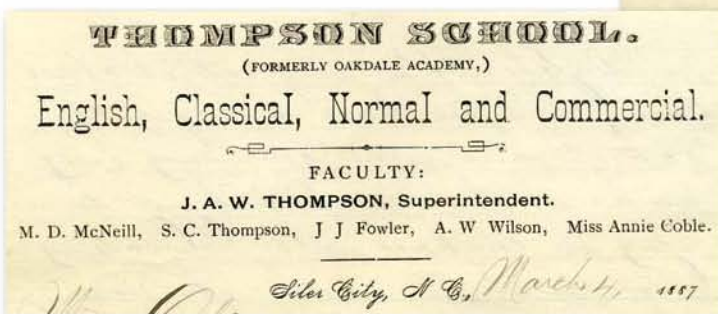 THOMPSON SCHOOL.
(FORMERLY OAKDALE ACADEMY,)
English, Classical, Normal and Commercial.
FACULTY:
J. A. W. THOMPSON, Superintendent.
M. D. McNeill, S. C. Thompson, J J Fowler, A. W Wilson, Miss Annie Coble.
Siler City, N C., March 4, 1887